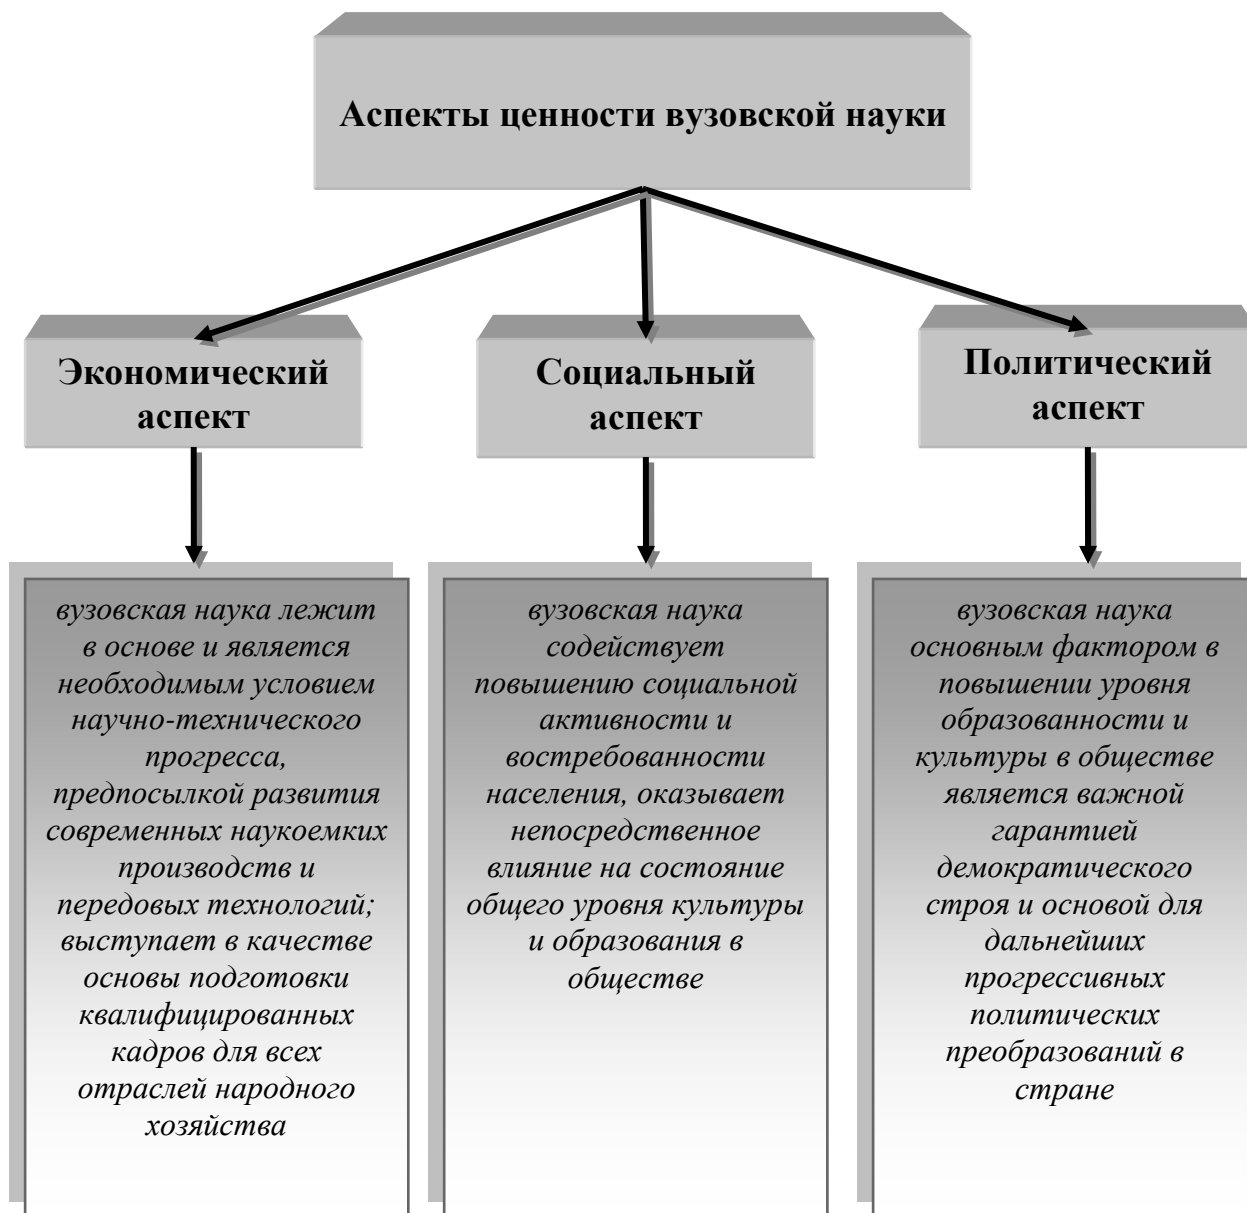 Аспекты ценности вузовской науки
Экономический
аспект
Социальный
аспект
Политический
аспект
вузовская наука лежит
в основе и является
необходимым условием
научно-технического
прогресса,
предпосылкой развития
современных наукоемких
производств и
передовых технологий;
выступает в качестве
основы подготовки
квалифицированных
кадров для всех
отраслей народного
хозяйства
вузовская наука
содействует
повышению социальной
активности и
востребованности
населения, оказывает
непосредственное
влияние на состояние
общего уровня культуры
и образования в
обществе
вузовская наука
основным фактором в
повышении уровня
образованности и
культуры в обществе
является важной
гарантией
демократического
строя и основой для
дальнейших
прогрессивных
политических
преобразований в
стране